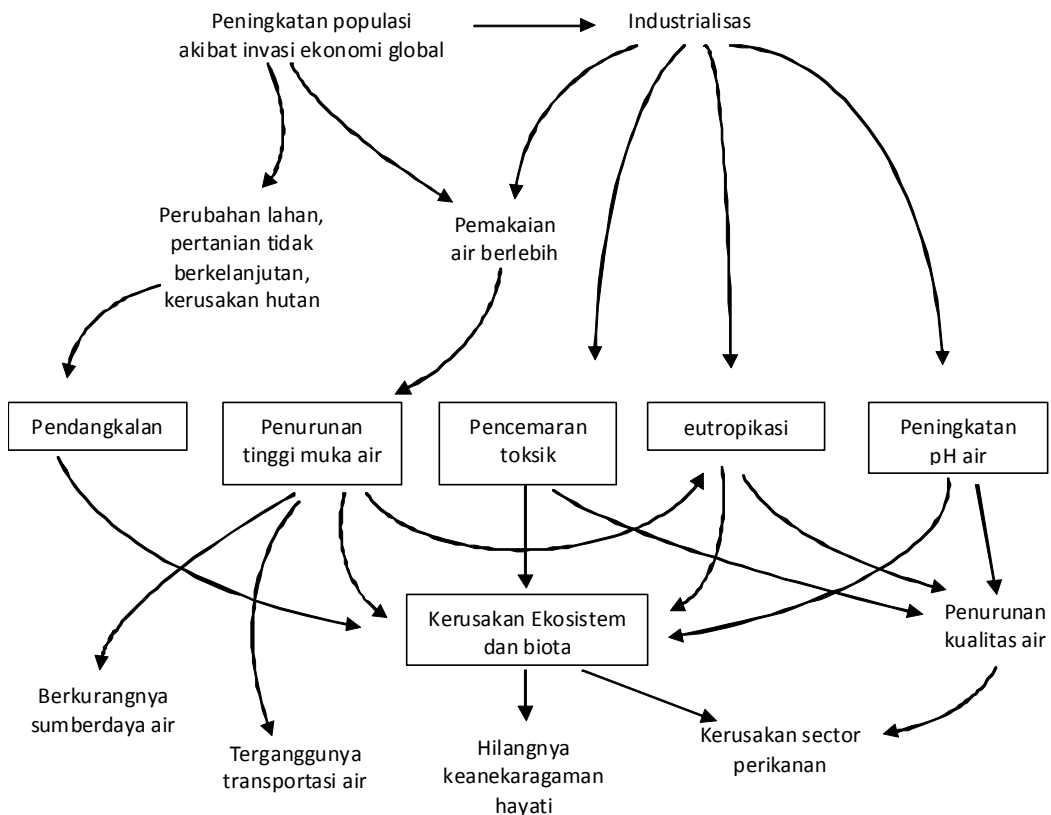 Peningkatan populasi
akibat invasi ekonomi global
Industrialisas
Perubahan lahan,
pertanian tidak
berkelanjutan,
kerusakan hutan
Pemakaian
air berlebih
Pendangkalan
Penurunan
tinggi muka air
Pencemaran
toksik
eutropikasi
Peningkatan
pH air
Kerusakan Ekosistem
dan biota
Penurunan
kualitas air
Berkurangnya
sumberdaya air
Terganggunya
transportasi air
Hilangnya
keanekaragaman
hayati
Kerusakan sector
perikanan